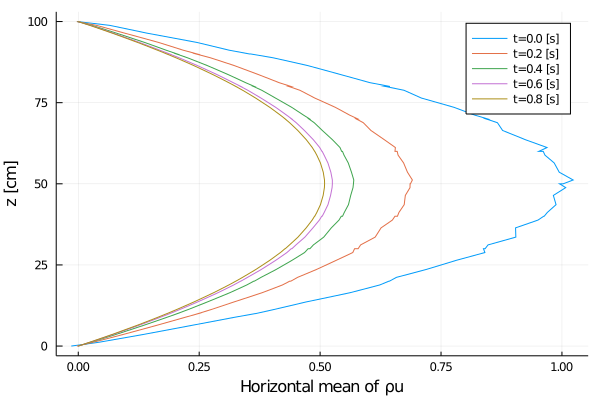 100
75
50
25
0
z [cm]
t=0.0 [s]
t=0.2 [s]
t=0.4 [s]
t=0.6 [s]
t=0.8 [s]
0.00 0.25 0.50 0.75 1.00
Horizontal mean of ρu